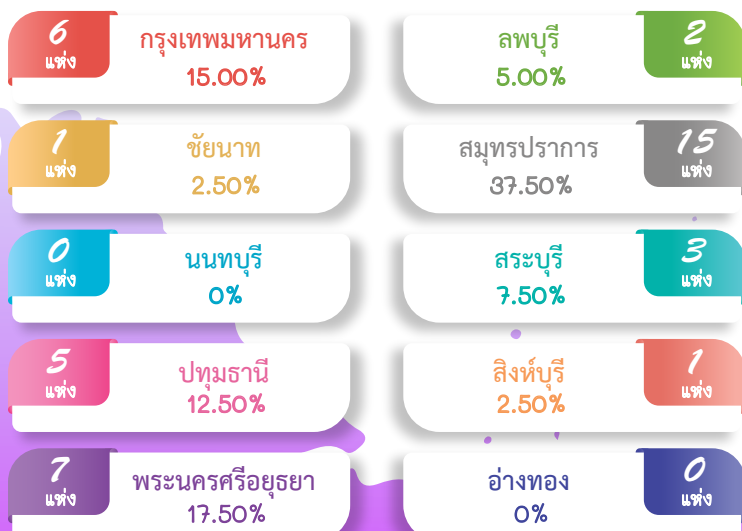 6
แห่ง
กรุงเทพมหานคร
15.00%
ลพบุรี
5.00%
2
แห่ง
1
แห่ง
ชัยนาท
2.50%
สมุทรปราการ
37.50%
15
แห่ง
0
แห่ง
นนทบุรี
0%
สระบุรี
7.50%
3
แห่ง
5
แห่ง
ปทุมธานี
12.50%
สิงห์บุรี
2.50%
1
แห่ง
7
แห่ง
พระนครศรีอยุธยา
17.50%
อ่างทอง
0%
0
แห่ง